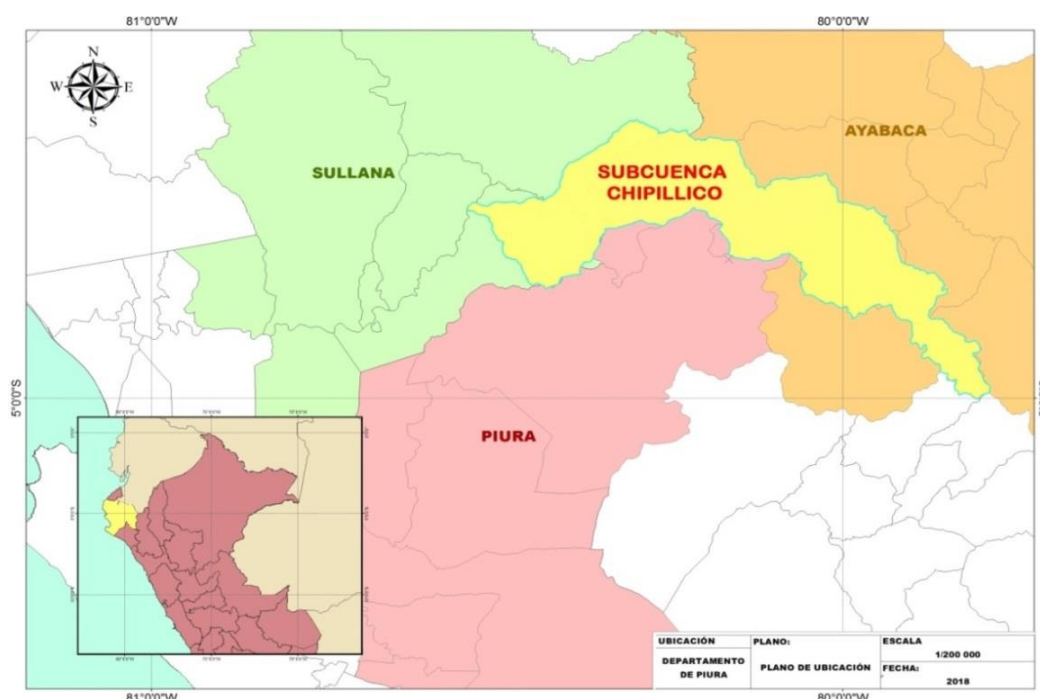 81°0'0"W
80°0'0"W
N
W
E
S
AYABACA
SULLANA
SUBCUENCA
CHIPILLICO
5°0'0"S
PIURA
UBICACIÓN
DEPARTAMENTO
DE PIURA
PLANO:
PLANO DE UBICACIÓN
ESCALA
1/200 000
FECHA:
2018
81°0'0"W
80°0'0"W